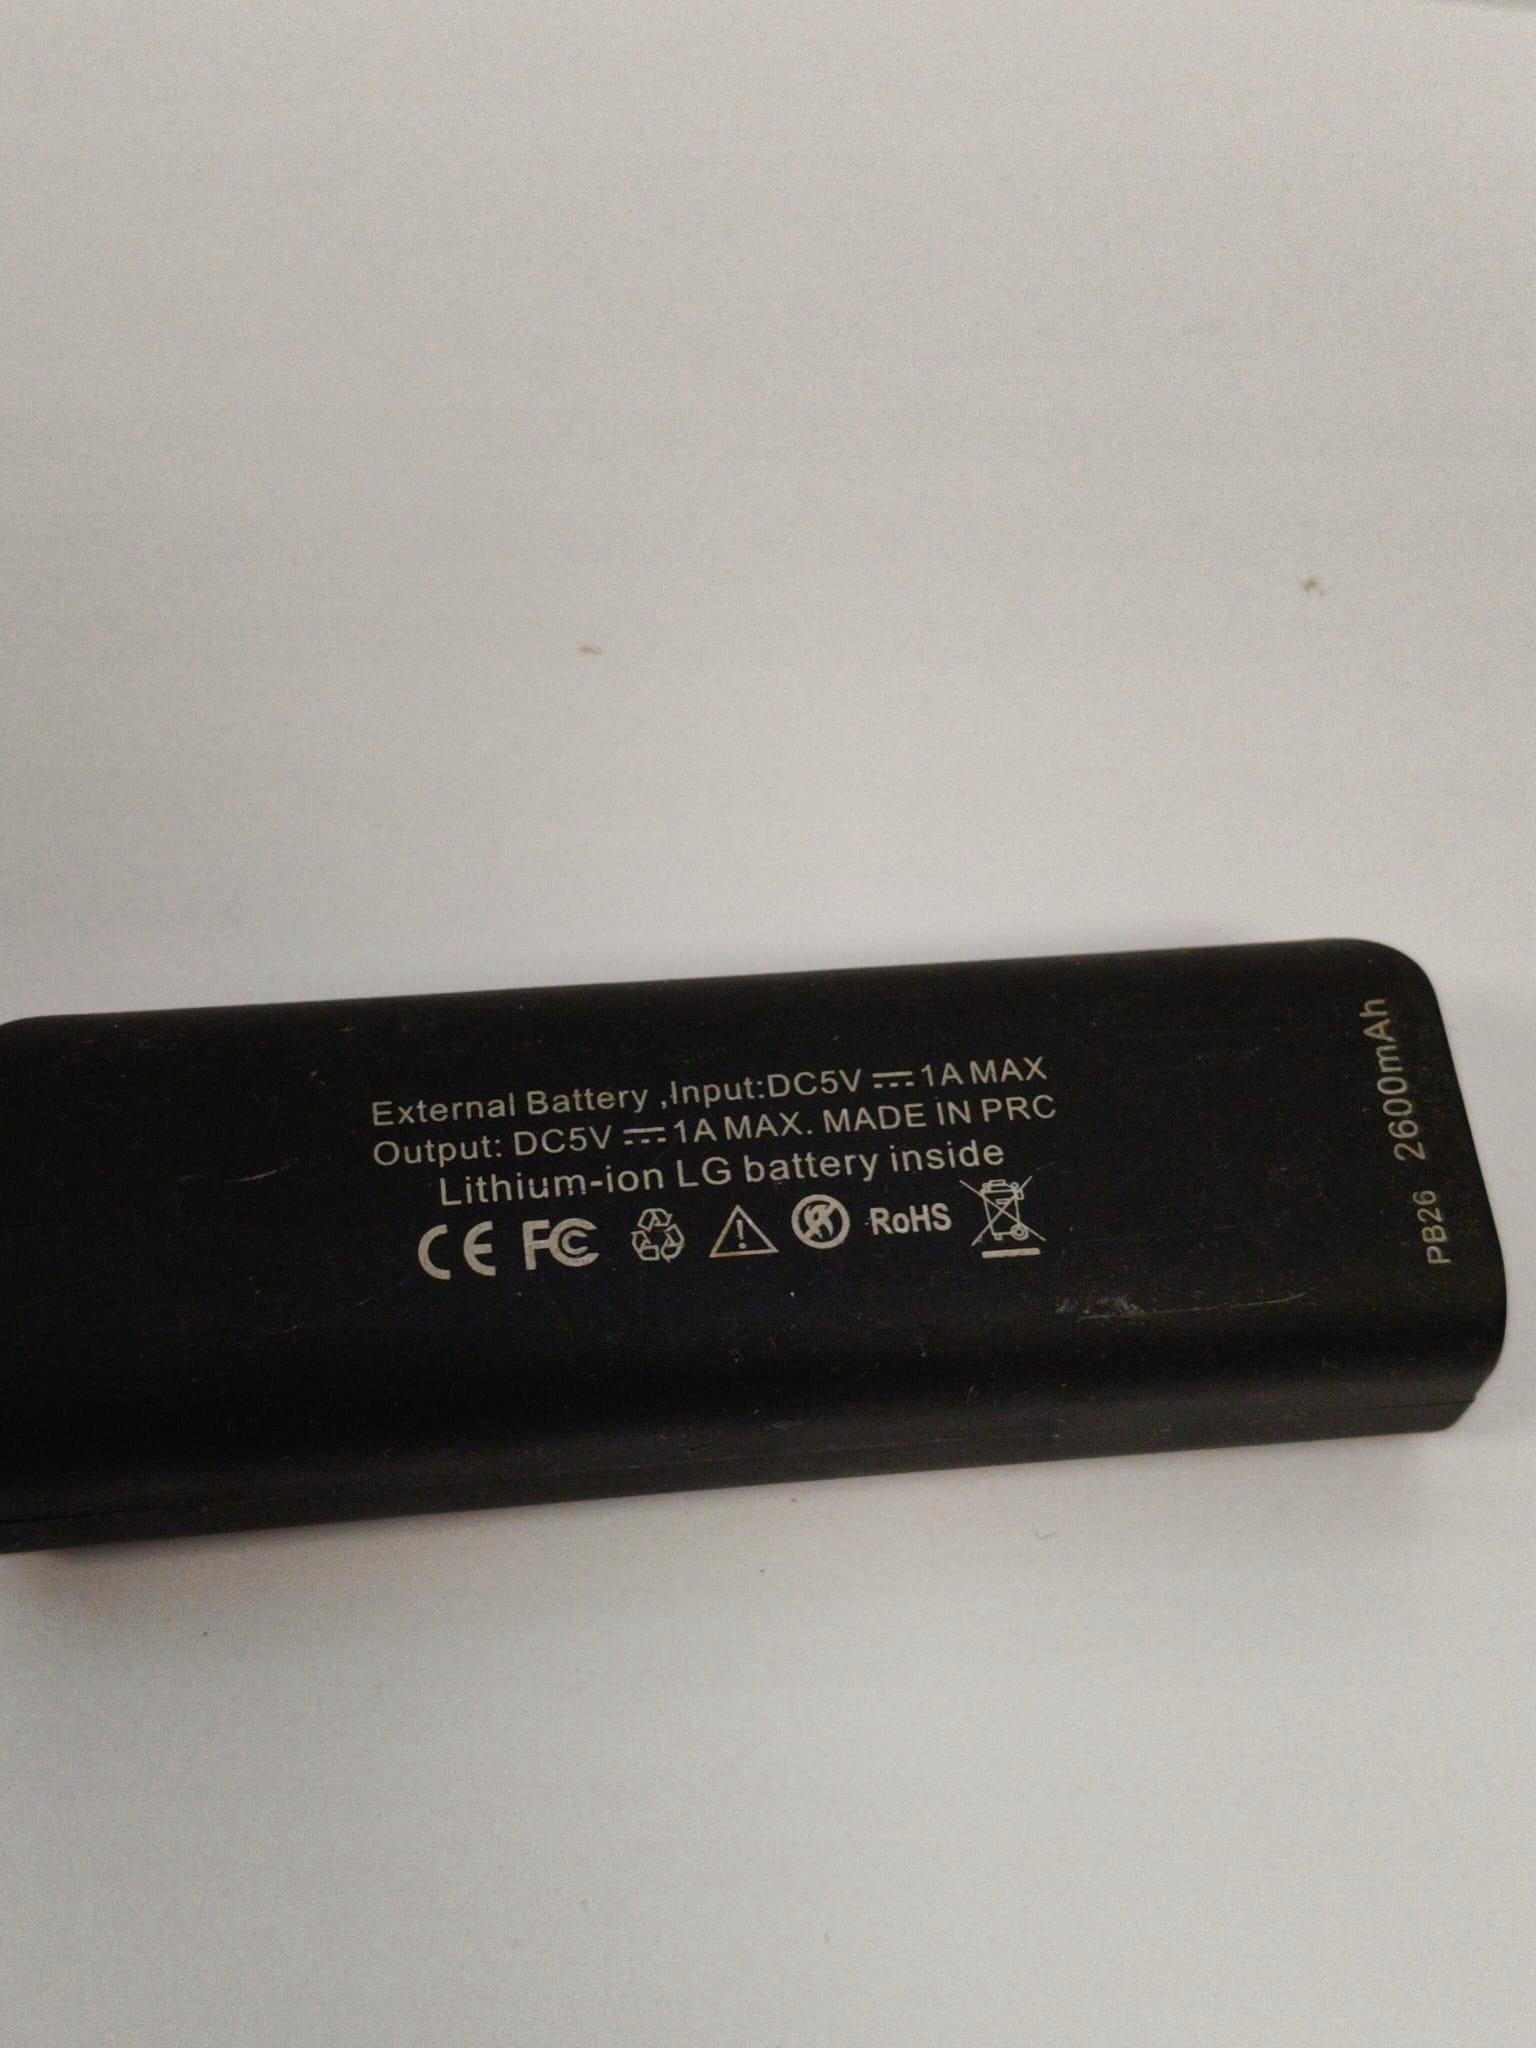 External Battery ,Input:DC5V ⎓ 1A MAX
Output: DC5V ⎓ 1A MAX. MADE IN PRC
Lithium-ion LG battery inside
CE FC RoHS
PB26 2600mAh